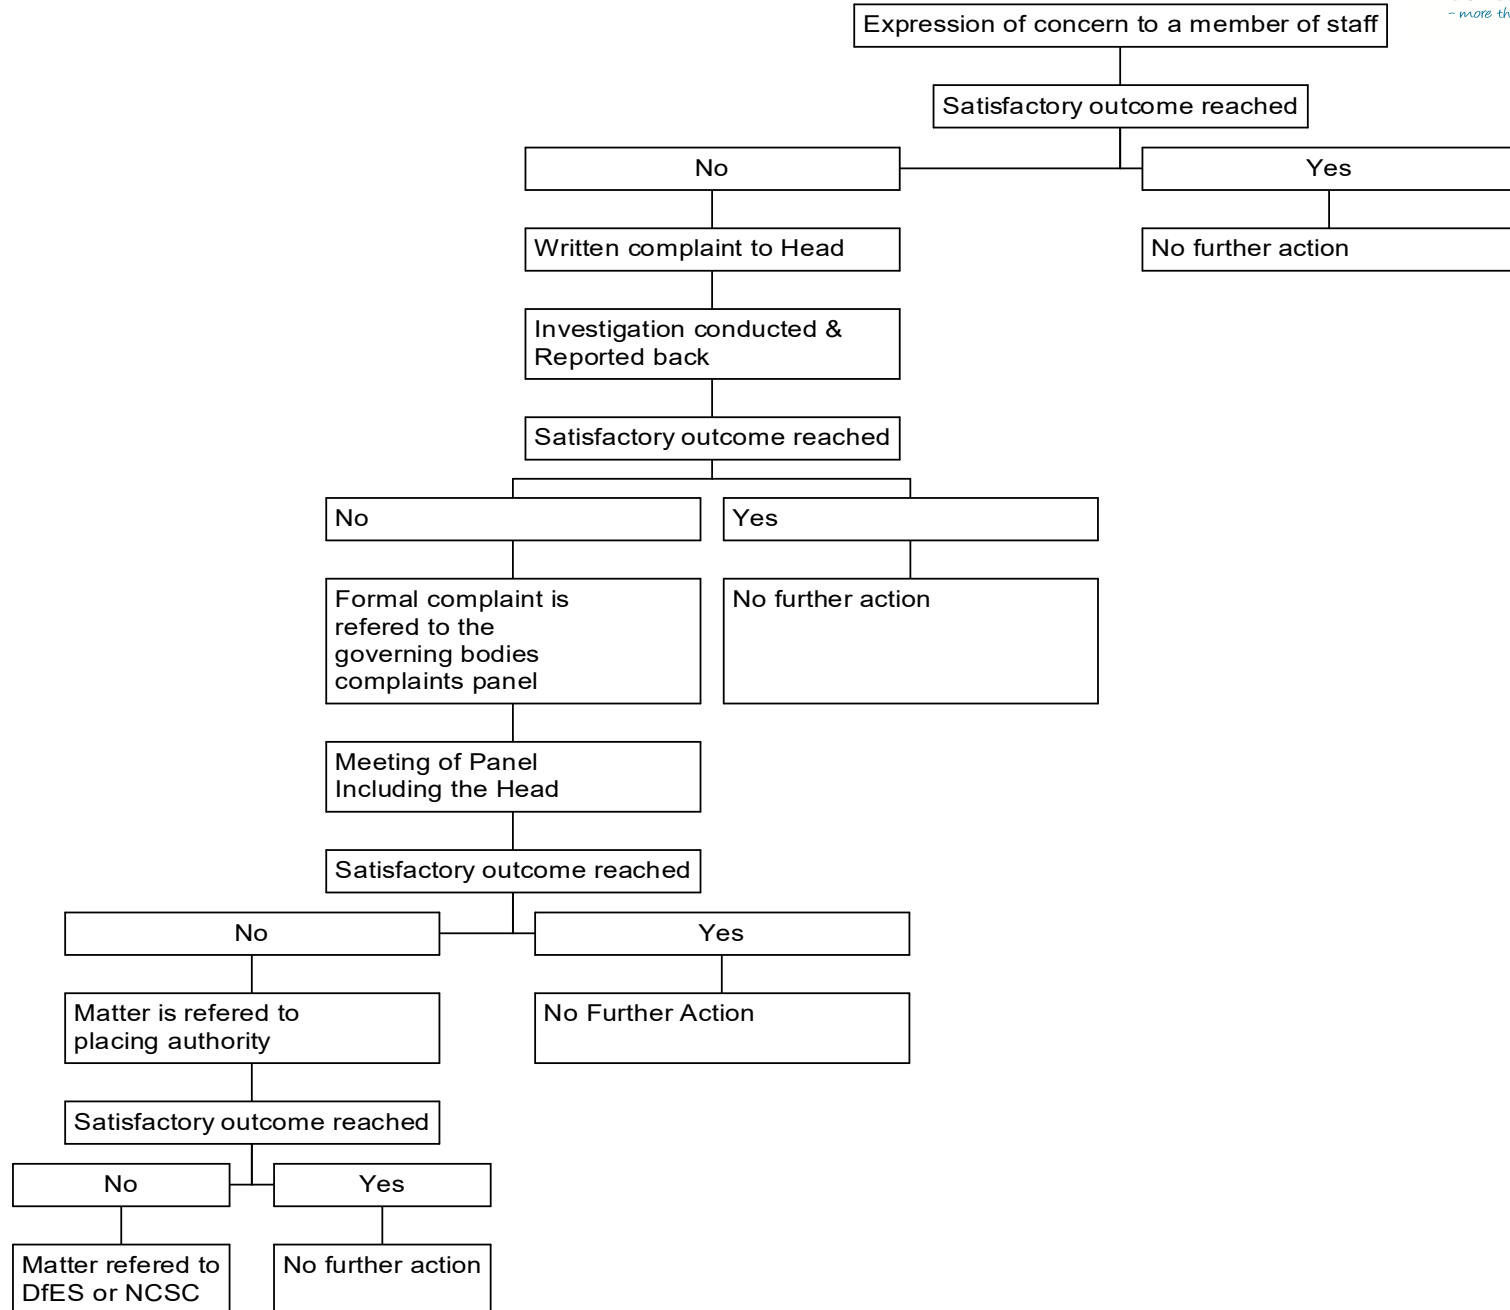 - more th
Expression of concern to a member of staff
Satisfactory outcome reached
No
Yes
Written complaint to Head
No further action
Investigation conducted &
Reported back
Satisfactory outcome reached
No
Yes
Formal complaint is
refered to the
governing bodies
complaints panel
No further action
Meeting of Panel
Including the Head
Satisfactory outcome reached
No
Yes
Matter is refered to
placing authority
No Further Action
Satisfactory outcome reached
No
Yes
Matter refered to
DfES or NCSC
No further action